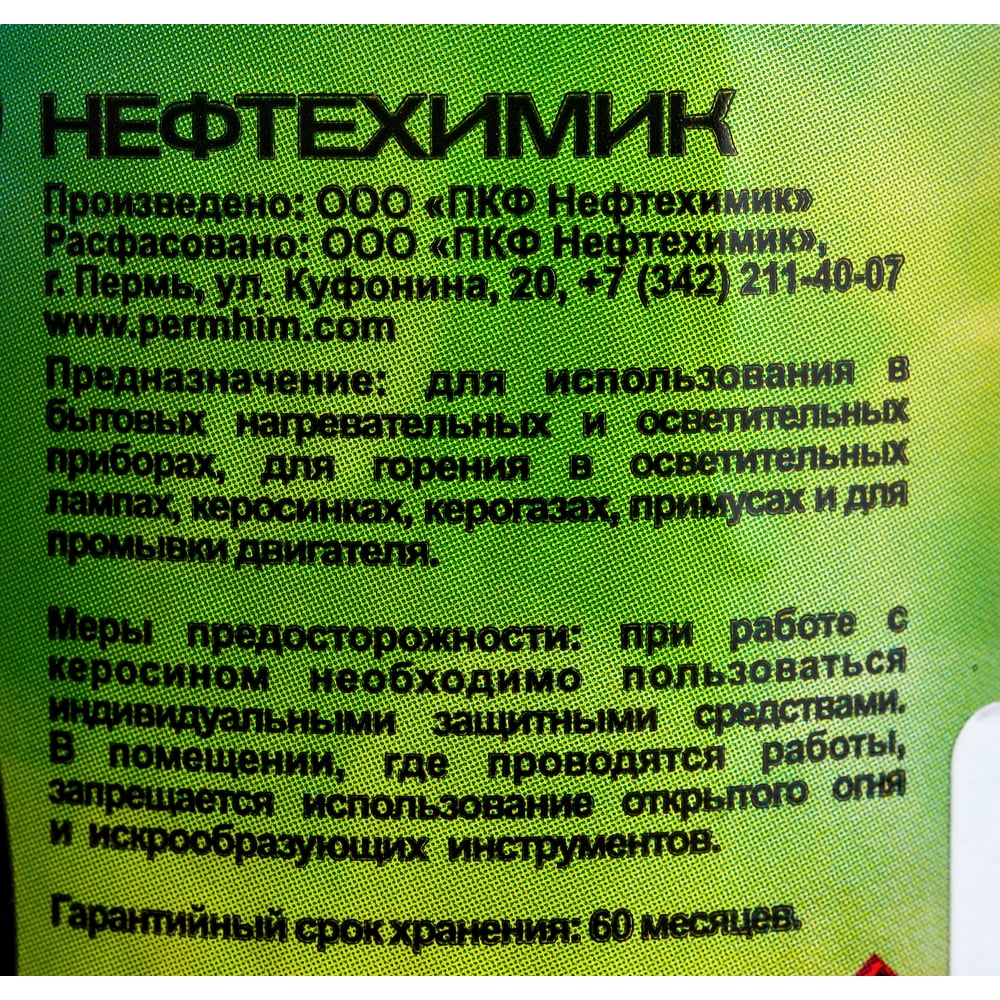 НЕФТЕХИМИК
Произведено: ООО «ПКФ Нефтехимик»
Расфасовано: ООО «ПКФ Нефтехимик»,
г. Пермь, ул. Куфонина, 20, +7 (342) 211-40-07
www.permhim.com
Предназначение: для использования в
бытовых нагревательных и осветительных
приборах, для горения в осветительных
лампах, керосинках, керогазах, примусах и для
промывки двигателя.
Меры предосторожности: при работе с
керосином необходимо пользоваться
индивидуальными защитными средствами.
В помещении, где проводятся работы,
запрещается использование открытого огня
и искрообразующих инструментов.
Гарантийный срок хранения: 60 месяцев.